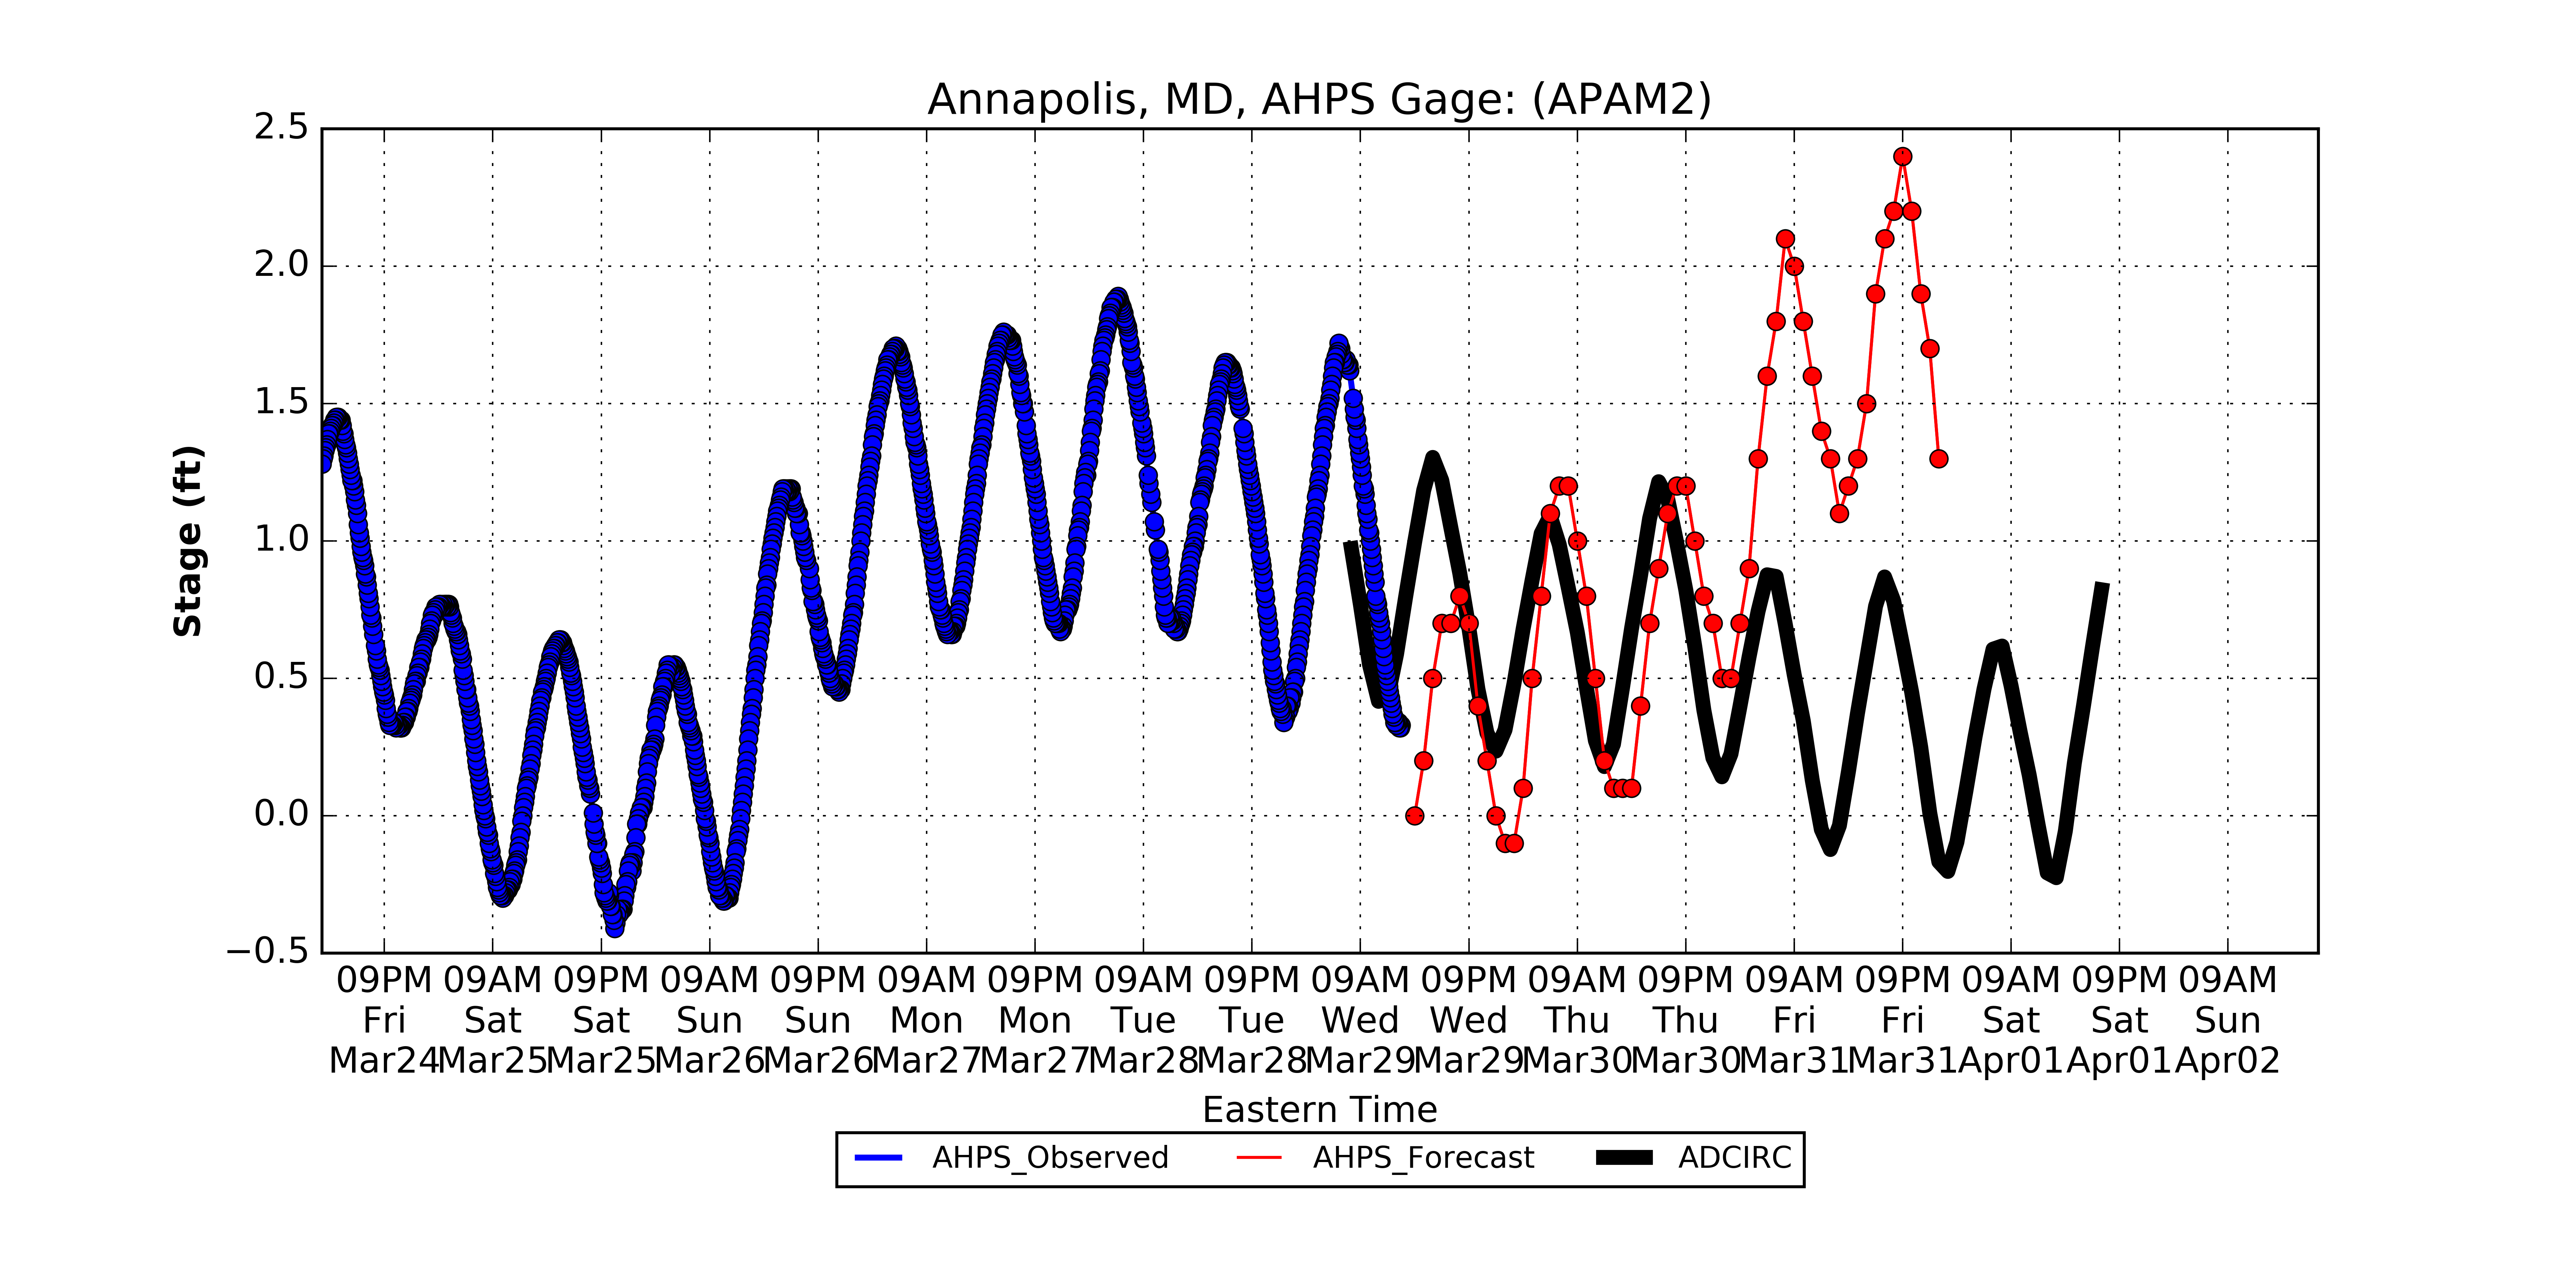 Annapolis, MD, AHPS Gage: (APAM2)
2.5
2.0
1.5
1.0
0.5
0.0
−0.5
Stage (ft)
09PM 09AM 09PM 09AM 09PM 09AM 09PM 09AM 09PM 09AM 09PM 09AM 09PM 09AM 09PM 09AM 09PM 09AM
Fri Sat Sat Sun Sun Mon Mon Tue Tue Wed Wed Thu Thu Fri Fri Sat Sat Sun
Mar24 Mar25 Mar25 Mar26 Mar26 Mar27 Mar27 Mar28 Mar28 Mar29 Mar29 Mar30 Mar30 Mar31 Mar31 Apr01 Apr01 Apr02
Eastern Time
AHPS_Observed AHPS_Forecast ADCIRC